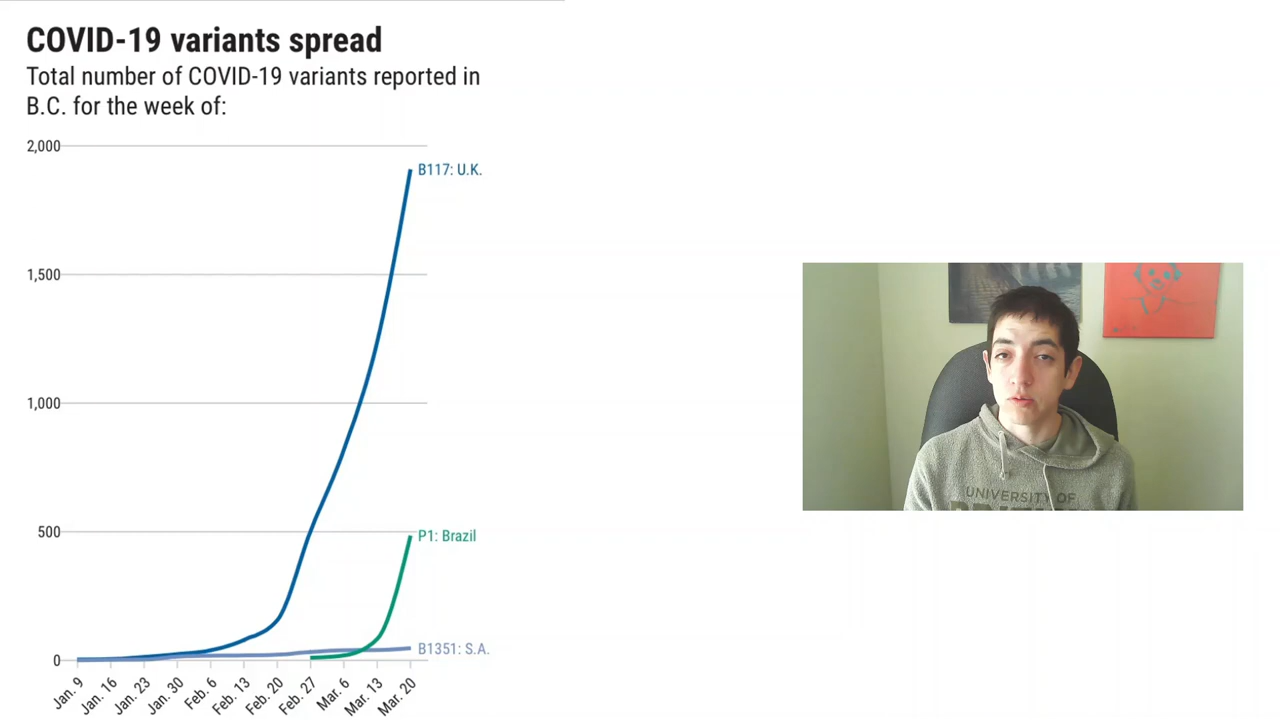 COVID-19 variants spread
Total number of COVID-19 variants reported in
B.C. for the week of:
2,000
B117: U.K.
1,500
1,000
500
P1: Brazil
B1351: S.A.
0
Jan. 9
Jan. 16
Jan. 23
Jan. 30
Feb. 6
Feb. 13
Feb. 20
Feb. 27
Mar. 6
Mar. 13
Mar. 20
UNIVERSITY OF